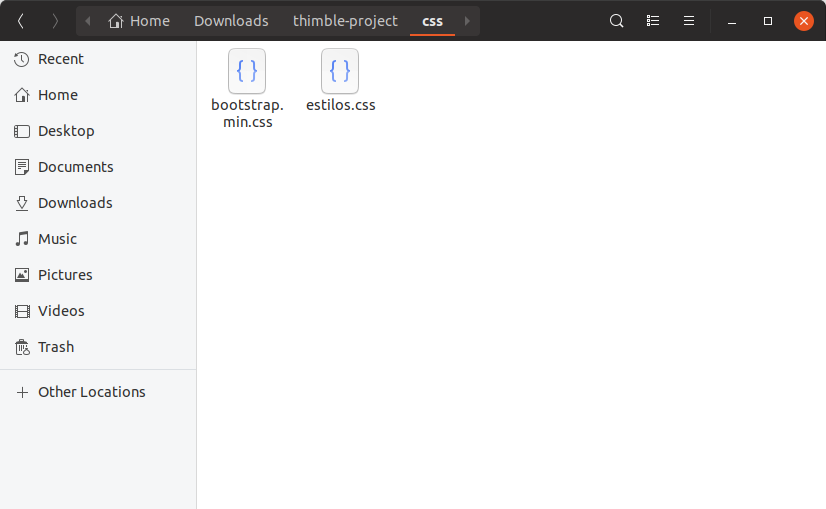 Home Downloads thimble-project css
Recent
Home
Desktop
Documents
Downloads
Music
Pictures
Videos
Trash
Other Locations
bootstrap.
min.css
estilos.css